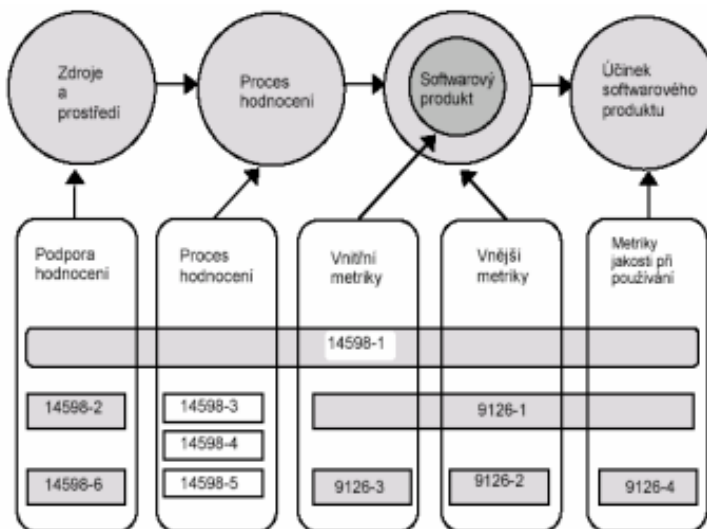 Zdroje
a
prostředí
Proces
hodnocení
Softwarový
produkt
Účinek
softwarového
produktu
Podpora
hodnocení
Proces
hodnocení
Vnitřní
metriky
Vnější
metriky
Metriky
jakosti při
používání
14598-1
14598-2
14598-3
9126-1
14598-4
14598-6
14598-5
9126-3
9126-2
9126-4